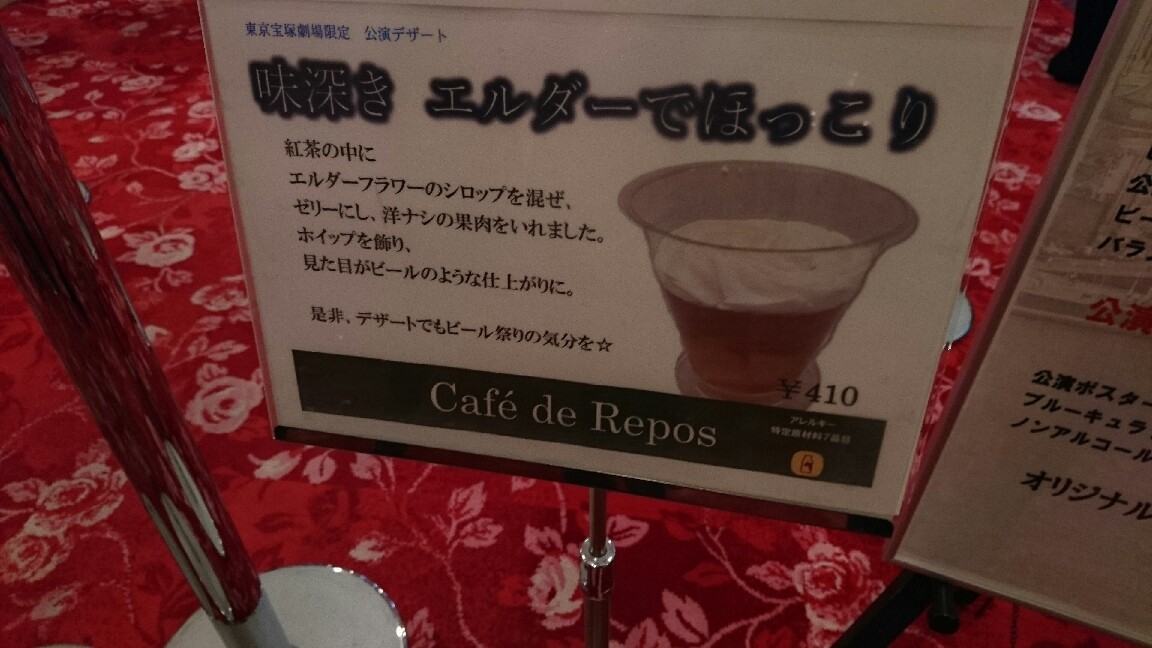 東京宝塚劇場限定 公演デザート
味深き エルダーでほっこり
紅茶の中に
エルダーフラワーのシロップを混ぜ、
ゼリーにし、洋ナシの果肉をいれました。
ホイップを飾り、
見た目がビールのような仕上がりに。
是非、デザートでもビール祭りの気分を☆
¥410
Café de Repos
アレルギー
特定原材料7品目
公
ビー
バラン
公演
公演ポスター
ブルーキュラ
ノンアルコール
オリジナル